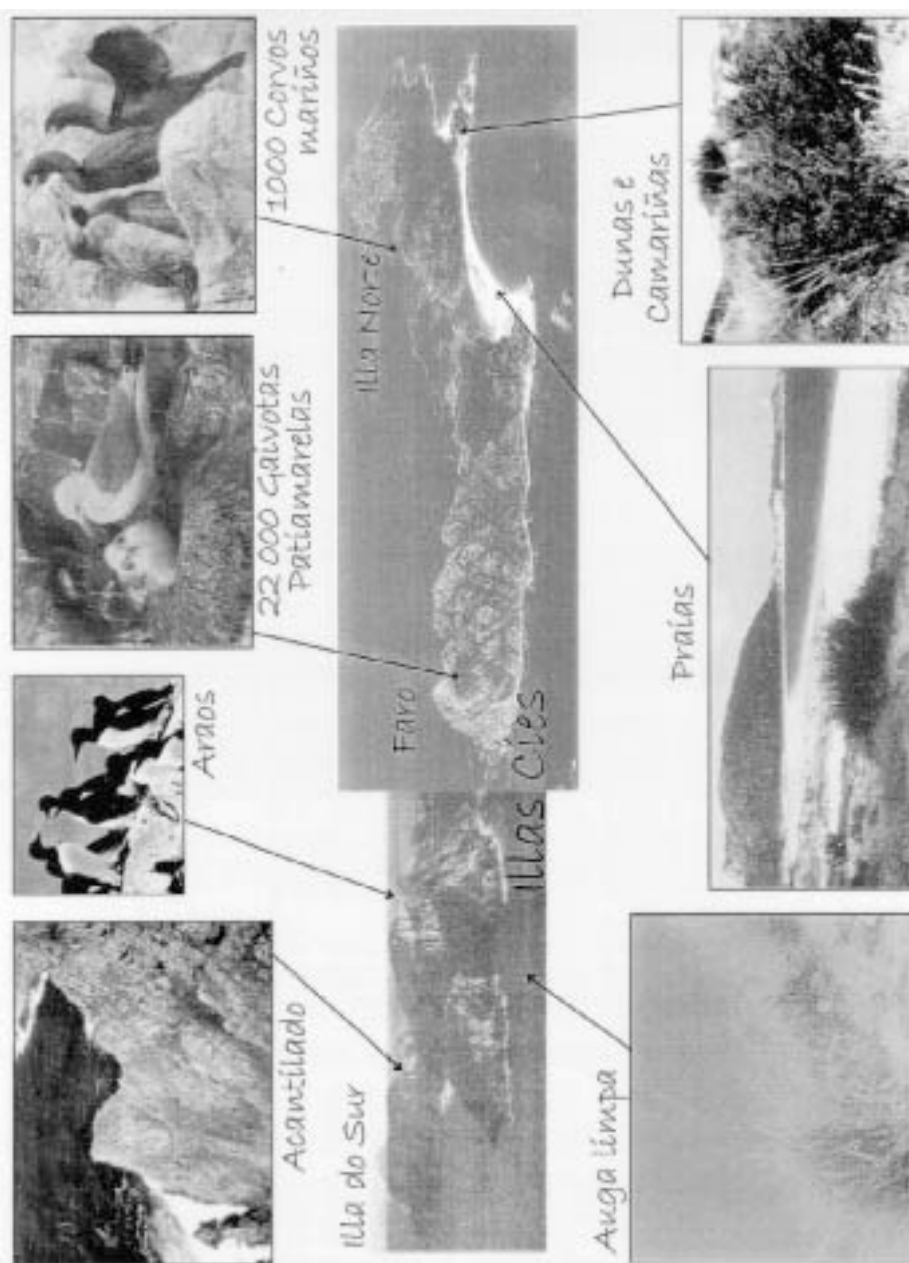 Acantilado
Araos
22 000 Gaivotas
Patiamarelas
1000 Corvos
mariños
Illa do Sur
Faro
Illa Norte
Illas Cíes
Auga límpa
Praias
Dunas e
Camariñas